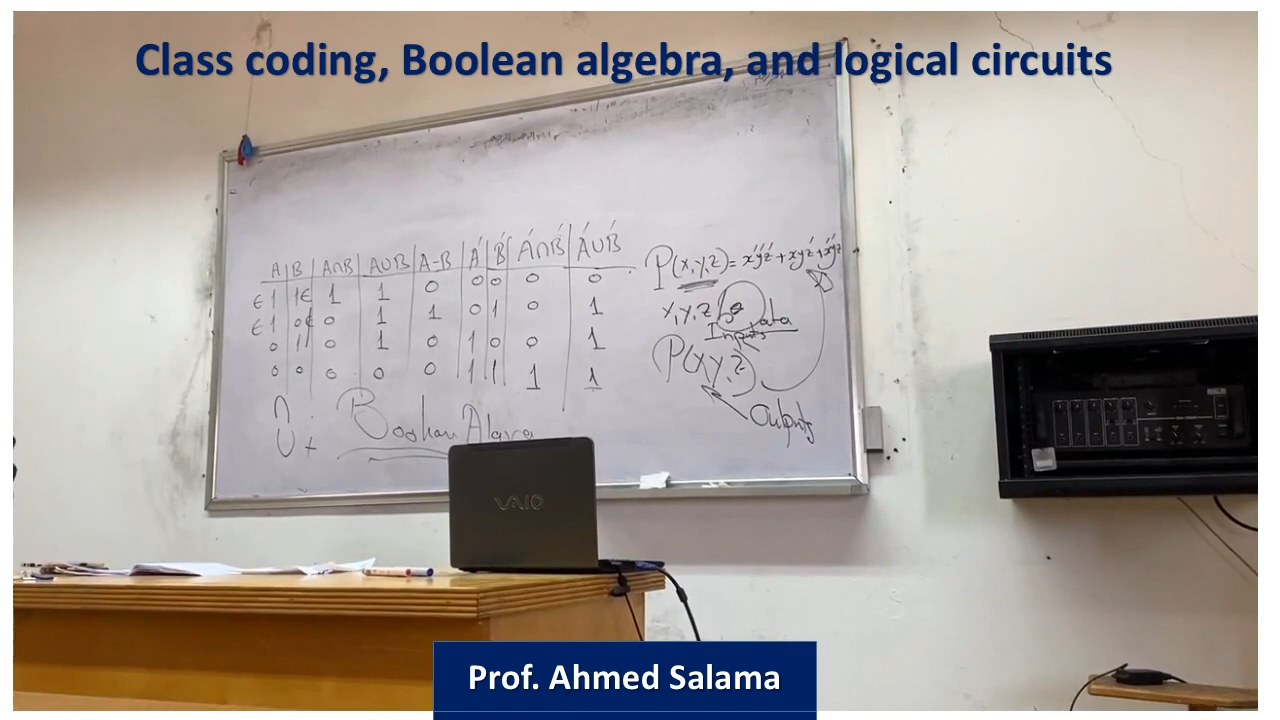 Class coding, Boolean algebra, and logical circuits
A B A∩B A∪B A-B A' B' A'∩B' A'∪B'
∈ 1 1∈ 1 1 0 0 0 0 0
∈ 1 0∉ 0 1 1 0 1 0 1
0 1 0 1 0 1 0 0 1
0 0 0 0 0 1 1 1 1
∩ .
∪ +
Boolean
P(x,y,z)= x'y'z' + xyz' + x'y'z
x,y,z
data
Inputs
P(x,y,z)
Outputs
VAIO
Prof. Ahmed Salama